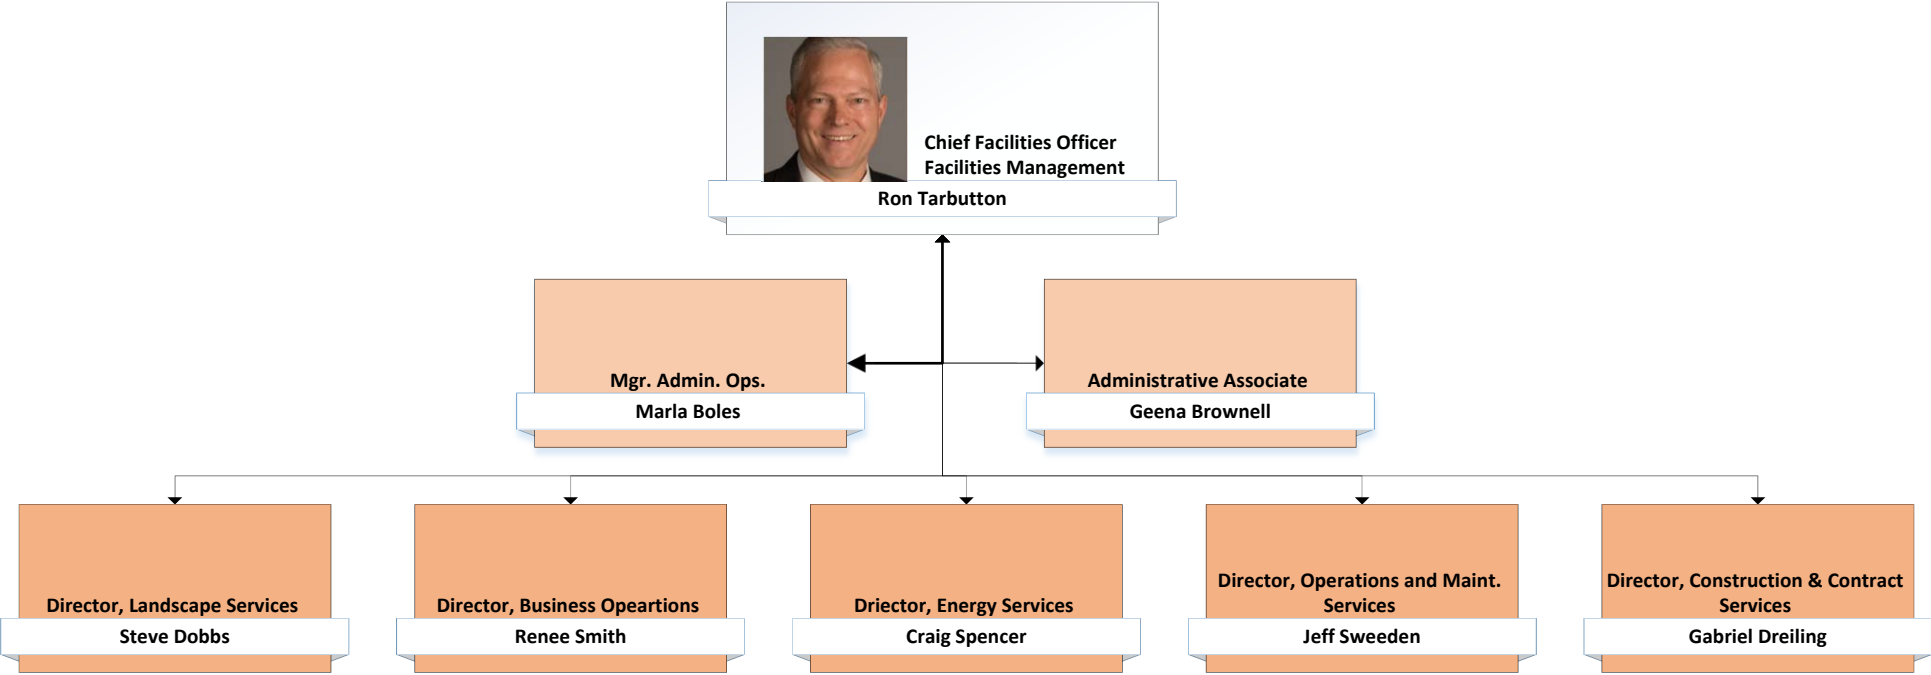 Chief Facilities Officer
Facilities Management
Ron Tarbutton
Mgr. Admin. Ops.
Marla Boles
Administrative Associate
Geena Brownell
Director, Landscape Services
Steve Dobbs
Director, Business Opeartions
Renee Smith
Driector, Energy Services
Craig Spencer
Director, Operations and Maint.
Services
Jeff Sweeden
Director, Construction & Contract
Services
Gabriel Dreiling